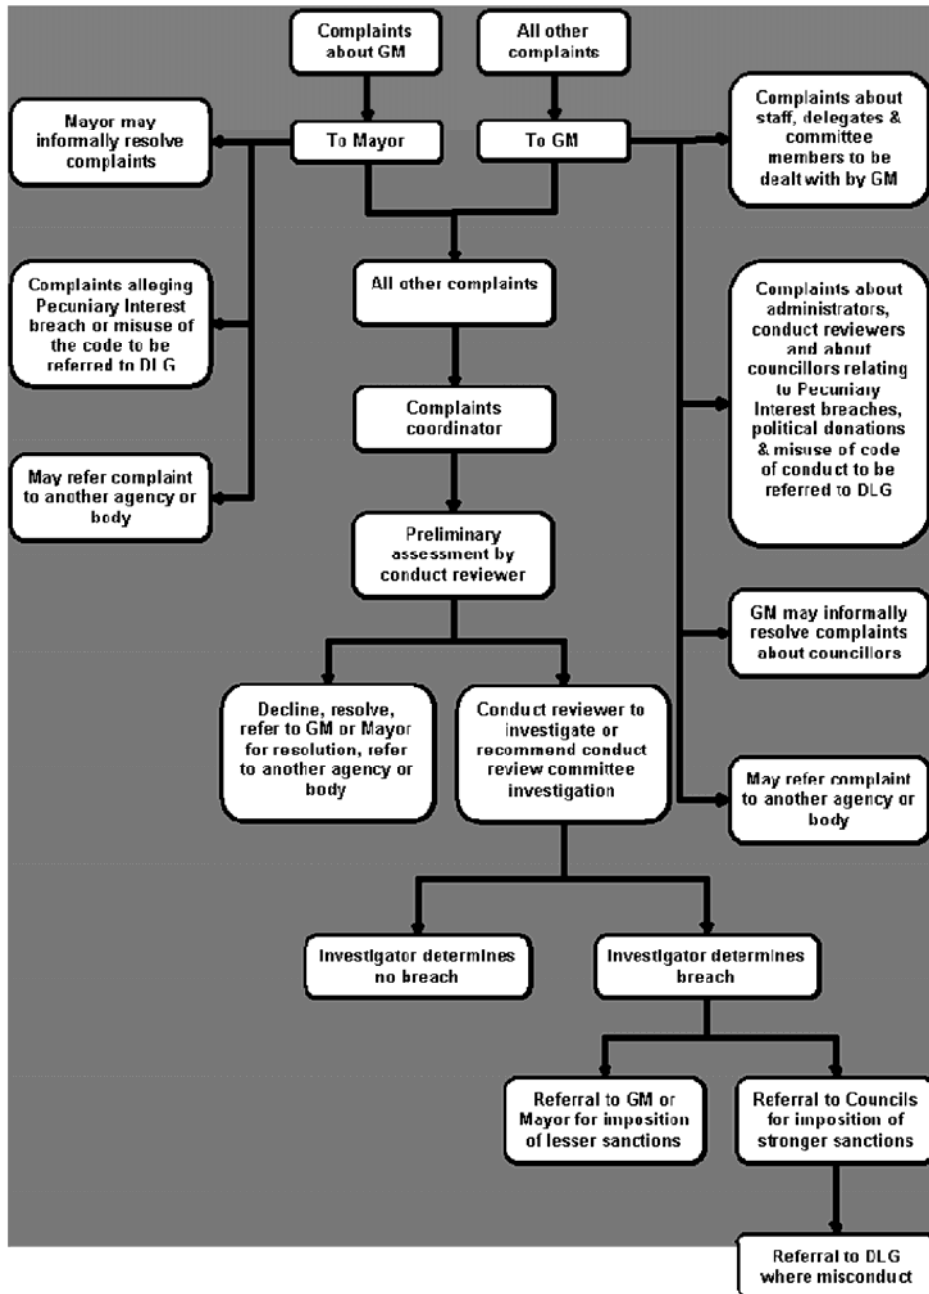 Complaints
about GM
All other
complaints
Mayor may
informally resolve
complaints
To Mayor
To GM
Complaints about
staff, delegates &
committee
members to be
dealt with by GM
Complaints alleging
Pecuniary Interest
breach or misuse of
the code to be
referred to DLG
All other complaints
Complaints about
administrators,
conduct reviewers
and about
councillors relating
to Pecuniary
Interest breaches,
political donations
& misuse of code
of conduct to be
referred to DLG
Complaints
coordinator
May refer complaint
to another agency or
body
Preliminary
assessment by
conduct reviewer
GM may informally
resolve complaints
about councillors
Decline, resolve,
refer to GM or Mayor
for resolution, refer
to another agency or
body
Conduct reviewer to
investigate or
recommend conduct
review committee
investigation
May refer complaint
to another agency or
body
Investigator determines
no breach
Investigator determines
breach
Referral to GM or
Mayor for imposition
of lesser sanctions
Referral to Councils
for imposition of
stronger sanctions
Referral to DLG
where misconduct